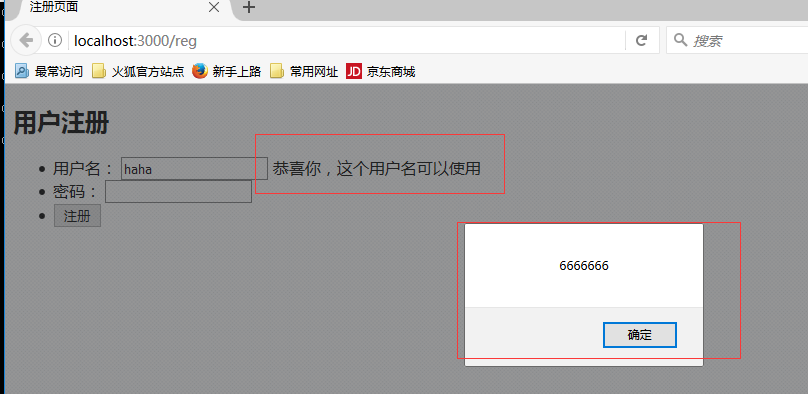 注册页面
localhost:3000/reg
搜索
最常访问 火狐官方站点 新手上路 常用网址 JD 京东商城
用户注册
用户名： haha 恭喜你，这个用户名可以使用
密码：
注册
6666666
确定